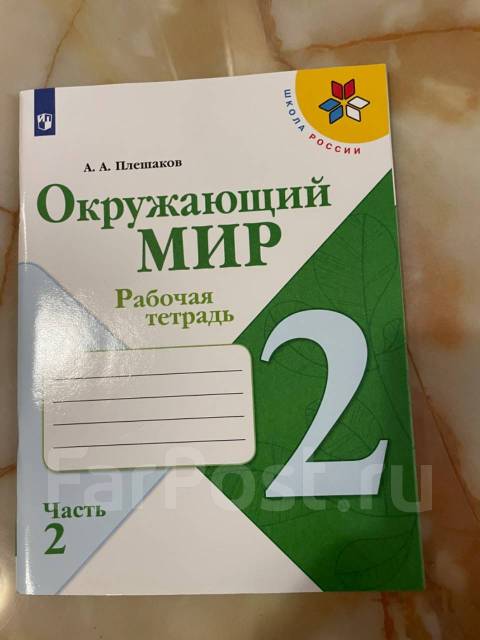 ШКОЛА РОССИИ
А. А. Плешаков
Окружающий
МИР
Рабочая
тетрадь
2
Часть
2
FarPost.ru